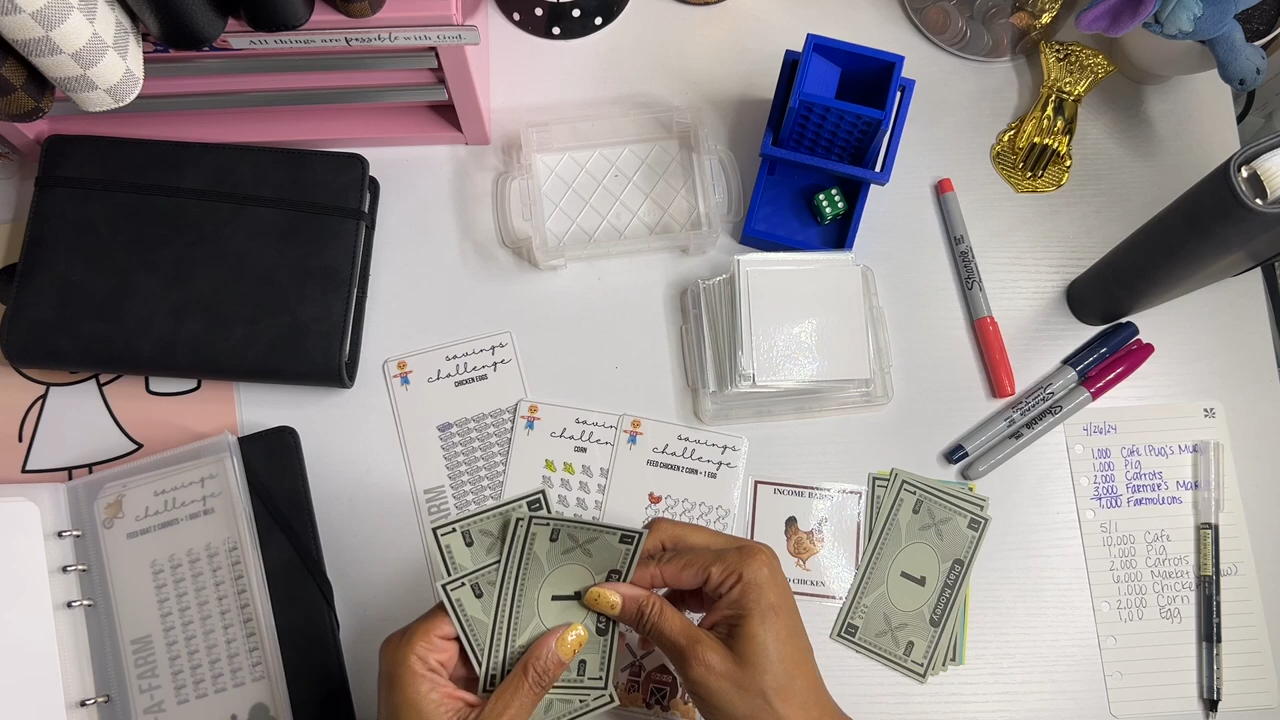 All things are possible with God.
savings
challenge
CHICKEN EGGS
savings
challenge
CORN
savings
challenge
FEED CHICKEN 2 CORN = 1 EGG
savings
challenge
FEED GOAT 2 CARROTS = 1 GOAT MILK
-A-FARM
FARM
INCOME
CHICKEN
1
1
Play Money
Sharpie
Sharpie
Sharpie
4/26/24
1,000 Cafe (Pug's
1,000 Pig
2,000 Carrots
3,000 Farmer's
7,000 Farmoleons
5/1
10,000 Cafe
1,000 Pig
2,000 Carrots
6,000 Market
1,000 Chicken
2,000 Corn
Egg